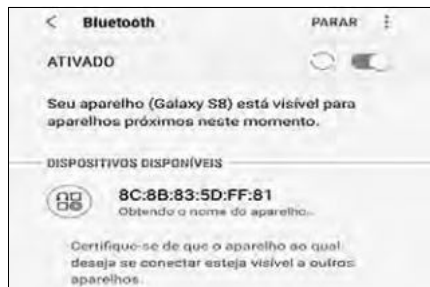 Bluetooth PARAR
ATIVADO
Seu aparelho (Galaxy S8) está visível para
aparelhos próximos neste momento.
DISPOSITIVOS DISPONÍVEIS
8C:8B:83:5D:FF:81
Obtendo o nome do aparelho..
Certifique-se de que o aparelho ao qual
deseja se conectar esteja visível a outros
aparelhos.